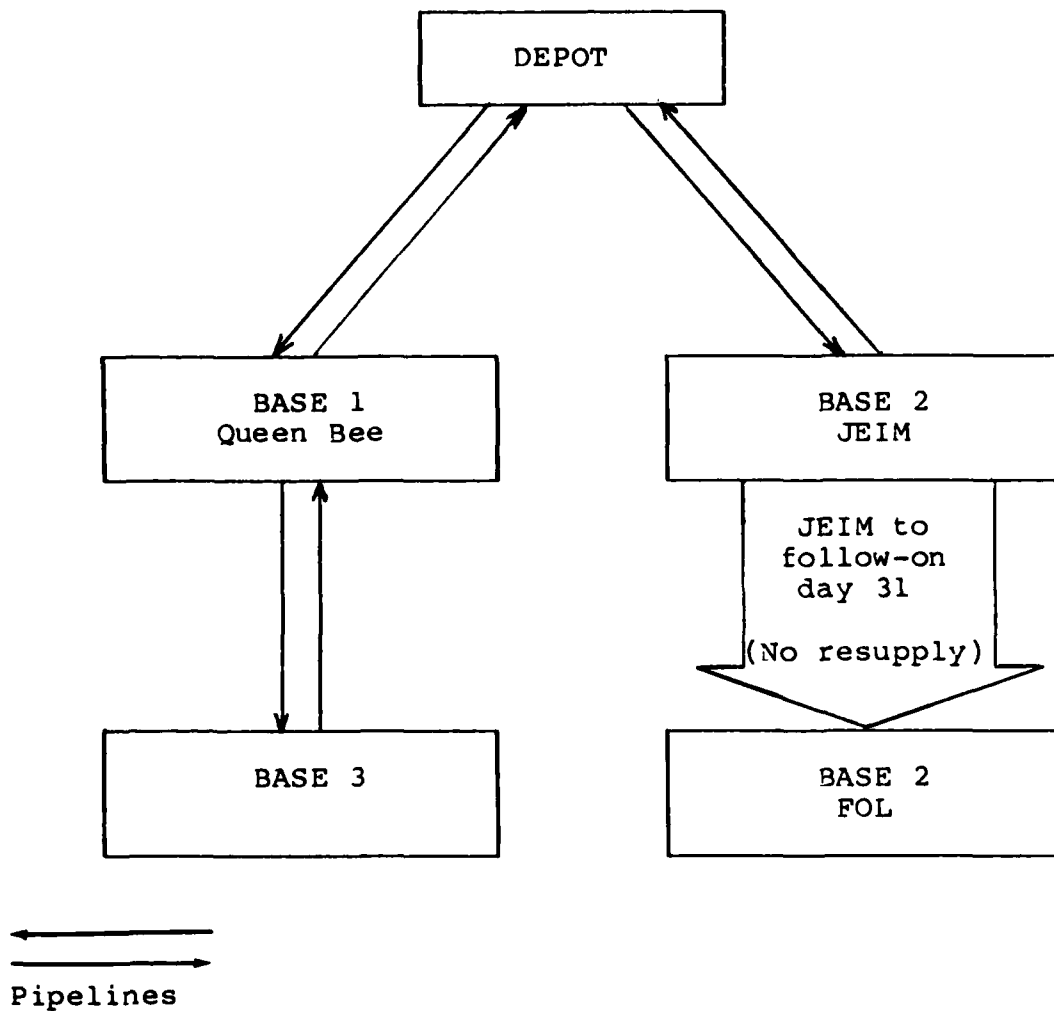 DEPOT
BASE 1
Queen Bee
BASE 2
JEIM
JEIM to
follow-on
day 31
(No resupply)
BASE 3
BASE 2
FOL
Pipelines